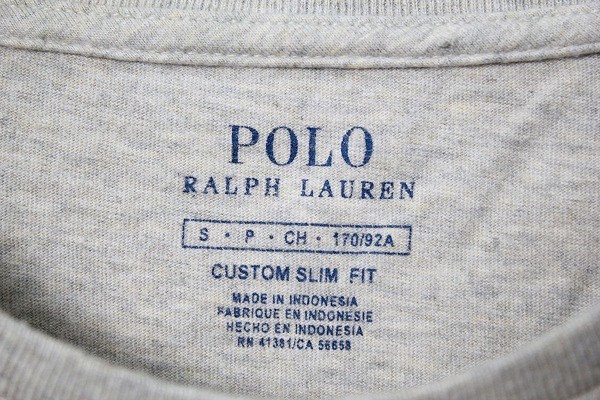 POLO
RALPH LAUREN
S • P • CH • 170/92A
CUSTOM SLIM FIT
MADE IN INDONESIA
FABRIQUE EN INDONESIE
HECHO EN INDONESIA
RN 41381/CA 56658